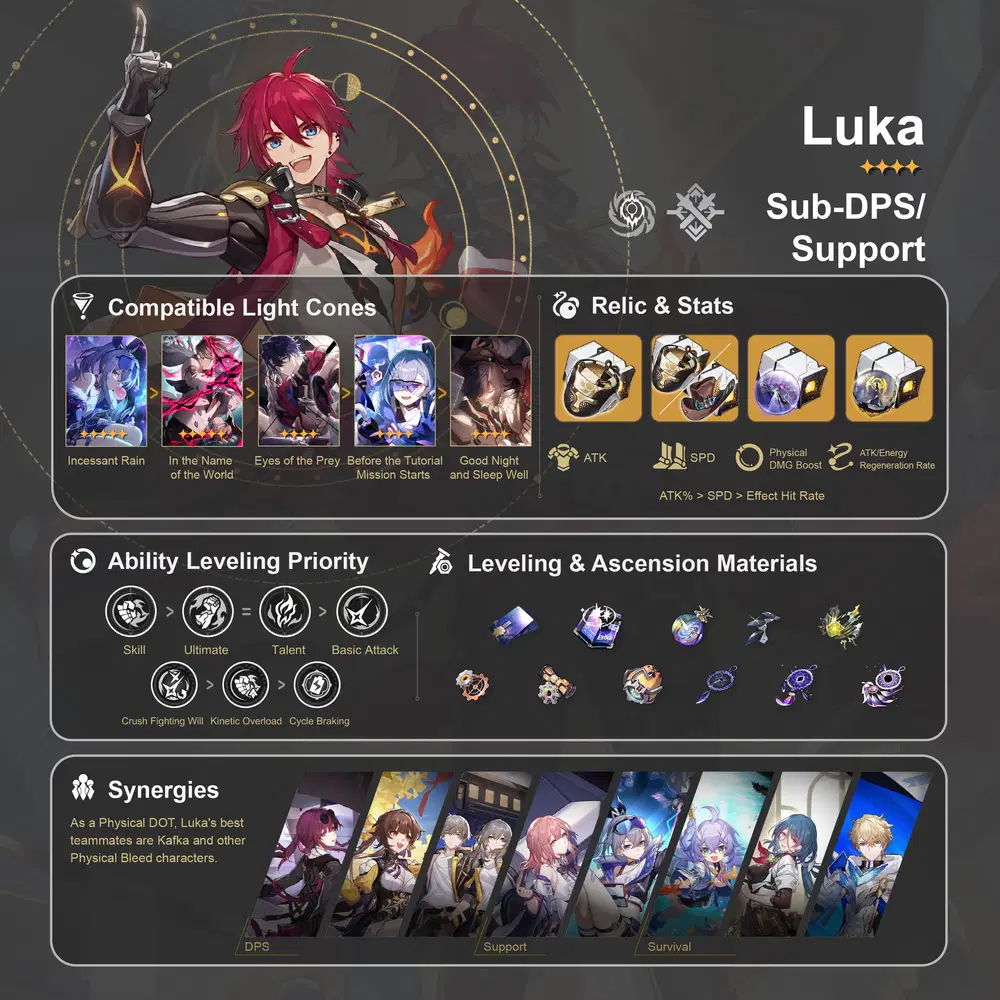 Luka
Sub-DPS/
Support
Compatible Light Cones
Incessant Rain
In the Name
of the World
Eyes of the Prey
Before the Tutorial
Mission Starts
Good Night
and Sleep Well
Relic & Stats
ATK
SPD
Physical
DMG Boost
ATK/Energy
Regeneration Rate
ATK% > SPD > Effect Hit Rate
Ability Leveling Priority
Skill
Ultimate
Talent
Basic Attack
Crush Fighting Will
Kinetic Overload
Cycle Braking
Leveling & Ascension Materials
Synergies
As a Physical DOT, Luka's best
teammates are Kafka and other
Physical Bleed characters.
DPS
Support
Survival